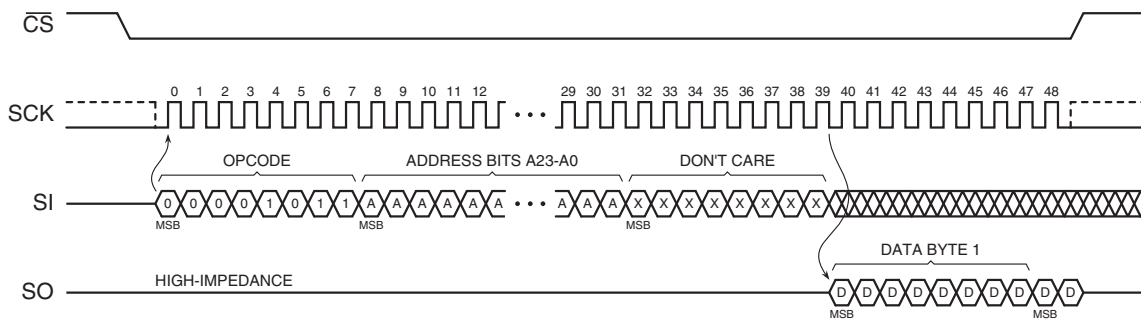 CS
0 1 2 3 4 5 6 7 8 9 10 11 12 29 30 31 32 33 34 35 36 37 38 39 40 41 42 43 44 45 46 47 48
SCK
OPCODE ADDRESS BITS A23-A0 DON'T CARE
SI 0 0 0 0 1 0 1 1 A A A A A A A A A X X X X X X X X
MSB MSB MSB
HIGH-IMPEDANCE DATA BYTE 1
SO D D D D D D D D D D
MSB MSB